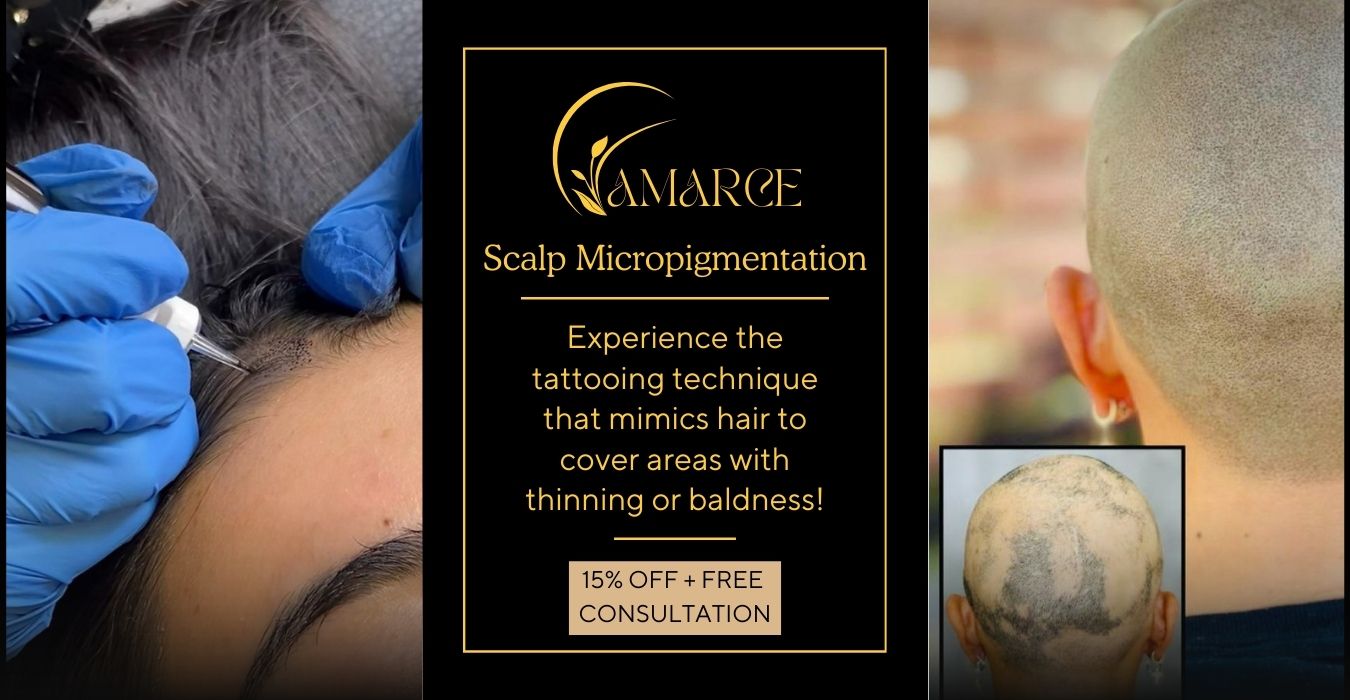 AMARCE
Scalp Micropigmentation
Experience the
tattooing technique
that mimics hair to
cover areas with
thinning or baldness!
15% OFF + FREE
CONSULTATION